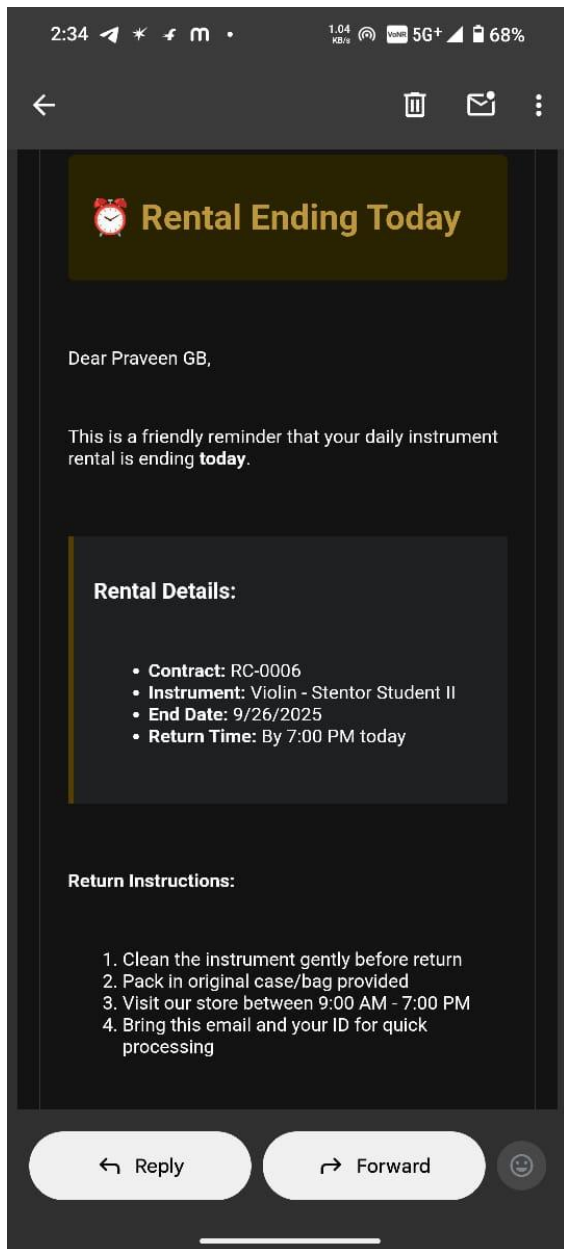 2:34 m 1.04 KB/s VoNR 5G+ 68%
Rental Ending Today
Dear Praveen GB,
This is a friendly reminder that your daily instrument
rental is ending today.
Rental Details:
• Contract: RC-0006
• Instrument: Violin - Stentor Student II
• End Date: 9/26/2025
• Return Time: By 7:00 PM today
Return Instructions:
1. Clean the instrument gently before return
2. Pack in original case/bag provided
3. Visit our store between 9:00 AM - 7:00 PM
4. Bring this email and your ID for quick
processing
Reply
Forward